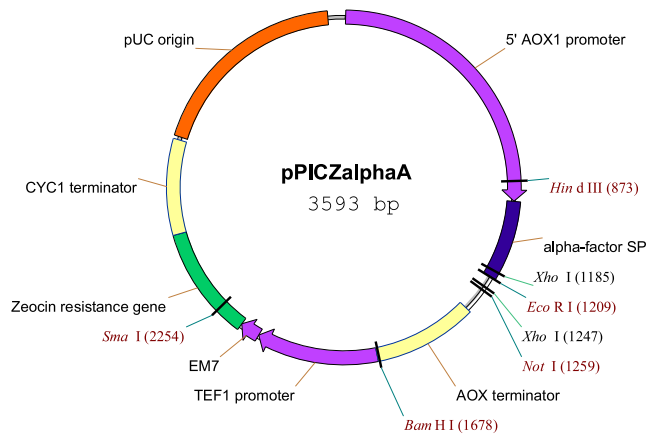 pUC origin
5' AOX1 promoter
pPICZalphaA
3593 bp
CYC1 terminator
Hin d III (873)
alpha-factor SP
Xho I (1185)
Zeocin resistance gene
Eco R I (1209)
Sma I (2254)
Xho I (1247)
EM7
Not I (1259)
TEF1 promoter
AOX terminator
Bam H I (1678)